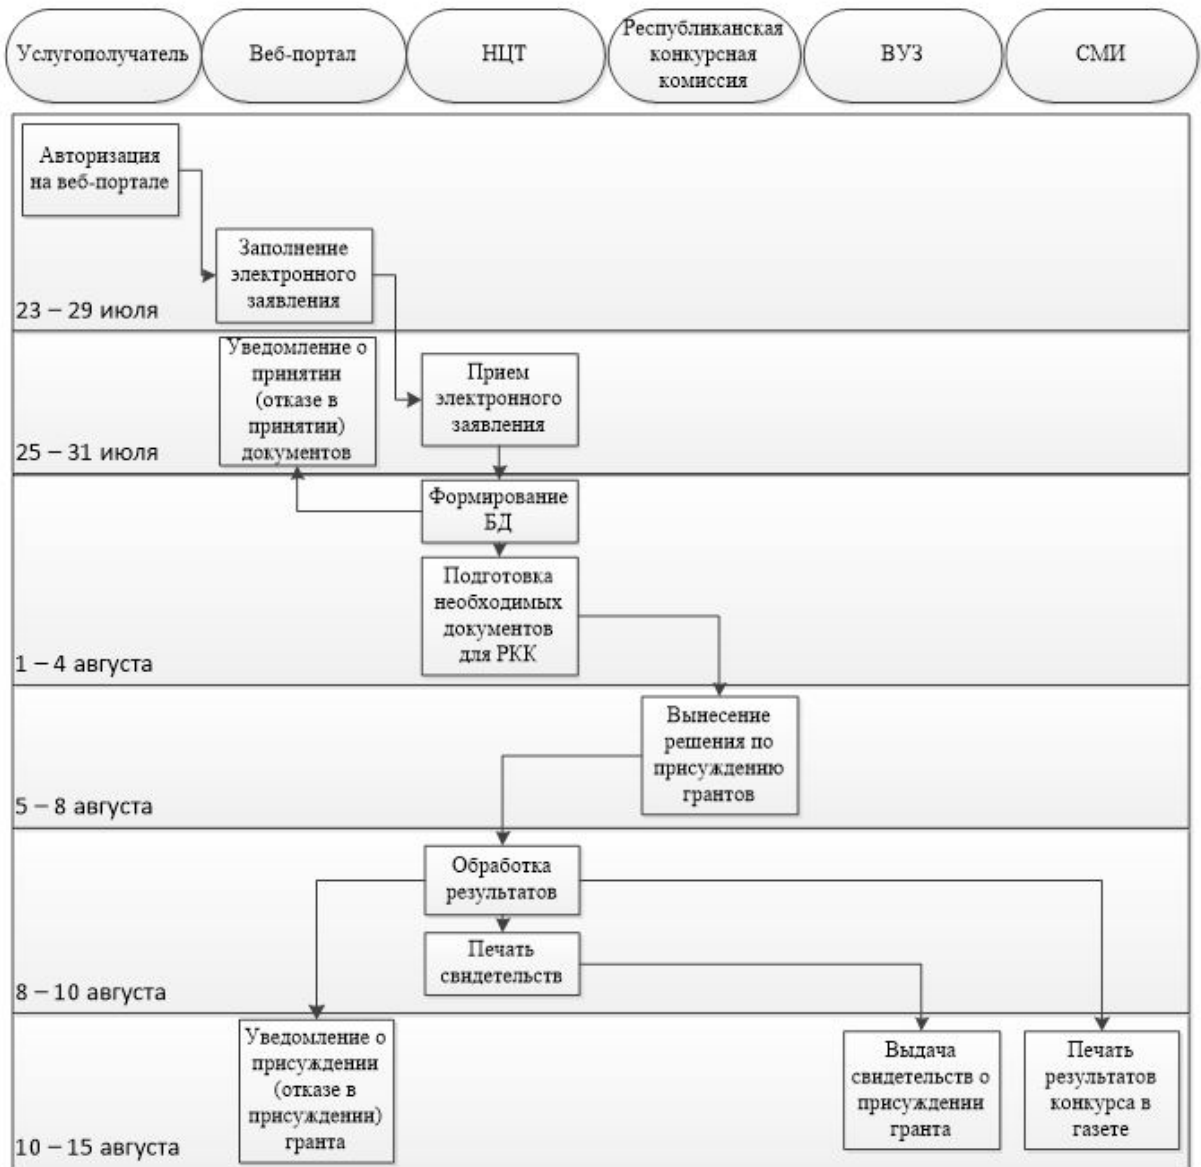 Услугополучатель
Веб-портал
НЦТ
Республиканская
конкурсная
комиссия
ВУЗ
СМИ
Авторизация
на веб-портале
Заполнение
электронного
заявления
23 – 29 июля
Уведомление о
принятии
(отказе в
принятии)
документов
Прием
электронного
заявления
25 – 31 июля
Формирование
БД
Подготовка
необходимых
документов
для РКК
1 – 4 августа
Вынесение
решения по
присуждению
грантов
5 – 8 августа
Обработка
результатов
Печать
свидетельств
8 – 10 августа
Уведомление о
присуждении
(отказе в
присуждении)
гранта
Выдача
свидетельств о
присуждении
гранта
Печать
результатов
конкурса в
газете
10 – 15 августа